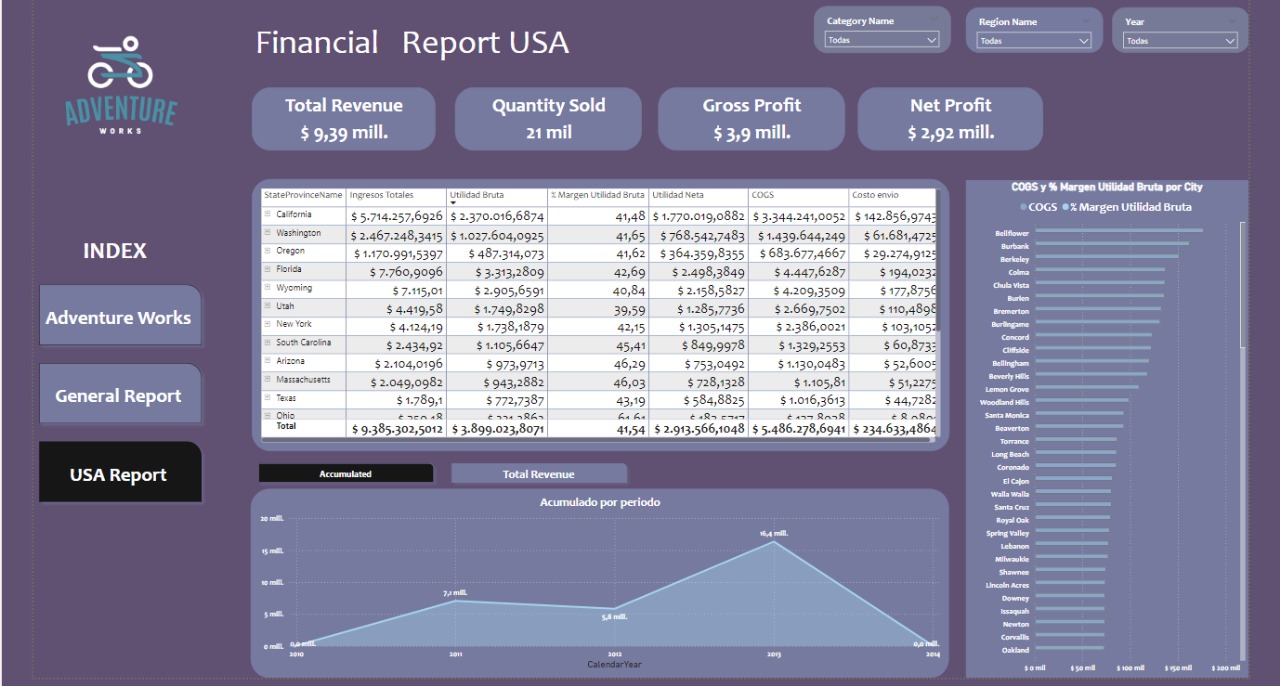 ADVENTURE
WORKS
Financial Report USA
Category Name
Todas
Region Name
Todas
Year
Todas
Total Revenue
$ 9,39 mill.
Quantity Sold
21 mil
Gross Profit
$ 3,9 mill.
Net Profit
$ 2,92 mill.
INDEX
Adventure Works
General Report
USA Report
StateProvinceName Ingresos Totales Utilidad Bruta % Margen Utilidad Bruta Utilidad Neta COGS Costo envio
California $ 5.714.257,6926 $ 2.370.016,6874 41,48 $ 1.770.019,0882 $ 3.344.241,0052 $ 142.856,9743
Washington $ 2.467.248,3415 $ 1.027.604,0925 41,65 $ 768.542,7483 $ 1.439.644,249 $ 61.681,4725
Oregon $ 1.170.991,5397 $ 487.314,073 41,62 $ 364.359,8355 $ 683.677,4667 $ 29.274,9125
Florida $ 7.760,9096 $ 3.313,2809 42,69 $ 2.498,3849 $ 4.447,6287 $ 194,0232
Wyoming $ 7.115,01 $ 2.905,6591 40,84 $ 2.158,5827 $ 4.209,3509 $ 177,8756
Utah $ 4.419,58 $ 1.749,8298 39,59 $ 1.285,7736 $ 2.669,7502 $ 110,4898
New York $ 4.124,19 $ 1.738,1879 42,15 $ 1.305,1475 $ 2.386,0021 $ 103,1052
South Carolina $ 2.434,92 $ 1.105,6647 45,41 $ 849,9978 $ 1.329,2553 $ 60,8733
Arizona $ 2.104,0196 $ 973,9713 46,29 $ 753,0492 $ 1.130,0483 $ 52,6005
Massachusetts $ 2.049,0982 $ 943,2882 46,03 $ 728,1328 $ 1.105,81 $ 51,2275
Texas $ 1.789,1 $ 772,7387 43,19 $ 584,8825 $ 1.016,3613 $ 44,7282
Ohio
Total $ 9.385.302,5012 $ 3.899.023,8071 41,54 $ 2.913.566,1048 $ 5.486.278,6941 $ 234.633,4864
Accumulated
Total Revenue
Acumulado por periodo
20 mill.
15 mill.
10 mill.
5 mill.
0 mill.
0,0 mill.
7,1 mill.
5,8 mill.
16,4 mill.
0,0 mill.
2010 2011 2012 2013 2014
CalendarYear
COGS y % Margen Utilidad Bruta por City
COGS % Margen Utilidad Bruta
Bellflower
Burbank
Berkeley
Colma
Chula Vista
Burien
Bremerton
Burlingame
Concord
Cliffside
Bellingham
Beverly Hills
Lemon Grove
Woodland Hills
Santa Monica
Beaverton
Torrance
Long Beach
Coronado
El Cajon
Walla Walla
Santa Cruz
Royal Oak
Spring Valley
Lebanon
Milwaukie
Shawnee
Lincoln Acres
Downey
Issaquah
Newton
Corvallis
Oakland
$ 0 mil $ 50 mil $ 100 mil $ 150 mil $ 200 mil